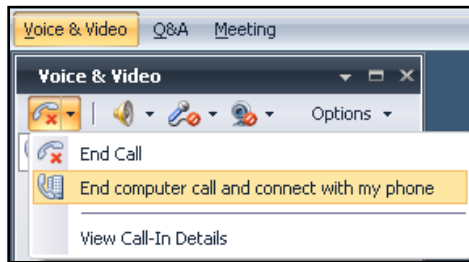 Voice & Video Q&A Meeting
Voice & Video
Options
End Call
End computer call and connect with my phone
View Call-In Details